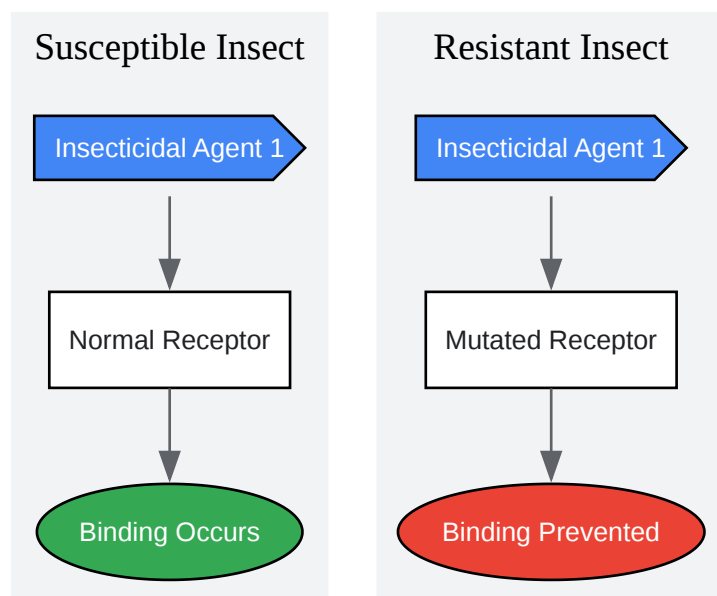 Susceptible Insect
Insecticidal Agent 1
Normal Receptor
Binding Occurs
Resistant Insect
Insecticidal Agent 1
Mutated Receptor
Binding Prevented